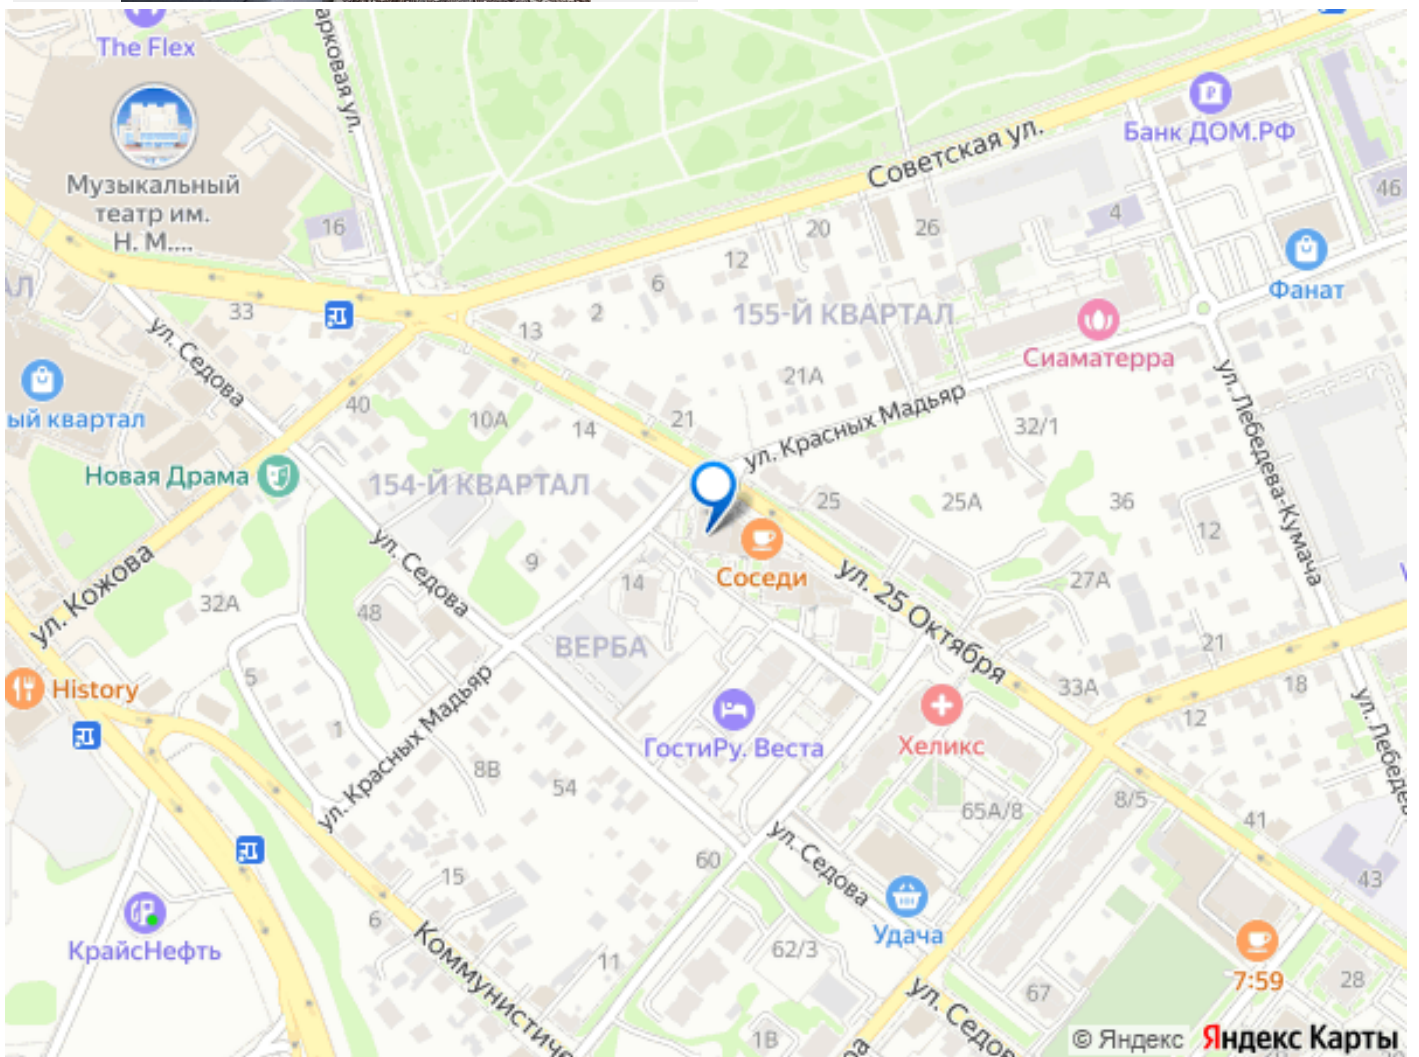 The Flex
арковая ул.
Музыкальный
театр им.
Н. М....
16
Советская ул.
Банк ДОМ.РФ
46
4
26
20
12
6
2
13
33
АЛ
155-Й КВАРТАЛ
Фанат
Сиаматерра
ул. Седова
ый квартал
40
10А
14
21
21А
ул. Красных Мадьяр
32/1
ул. Лебедева-Кумача
Новая Драма
154-Й КВАРТАЛ
25
25А
36
12
ул. Кожова
ул. Седова
9
14
Соседи
ул. 25 Октября
27А
32А
48
ВЕРБА
21
5
History
ул. Красных Мадьяр
1
8В
54
ГостиРу. Веста
Хеликс
33А
12
18
ул. Лебедев
65А/8
8/5
41
43
15
6
60
ул. Седова
КрайсНефть
Коммунистиче
11
62/3
Удача
7:59
28
67
1В
ул. Седо
а
© Яндекс Яндекс Карты